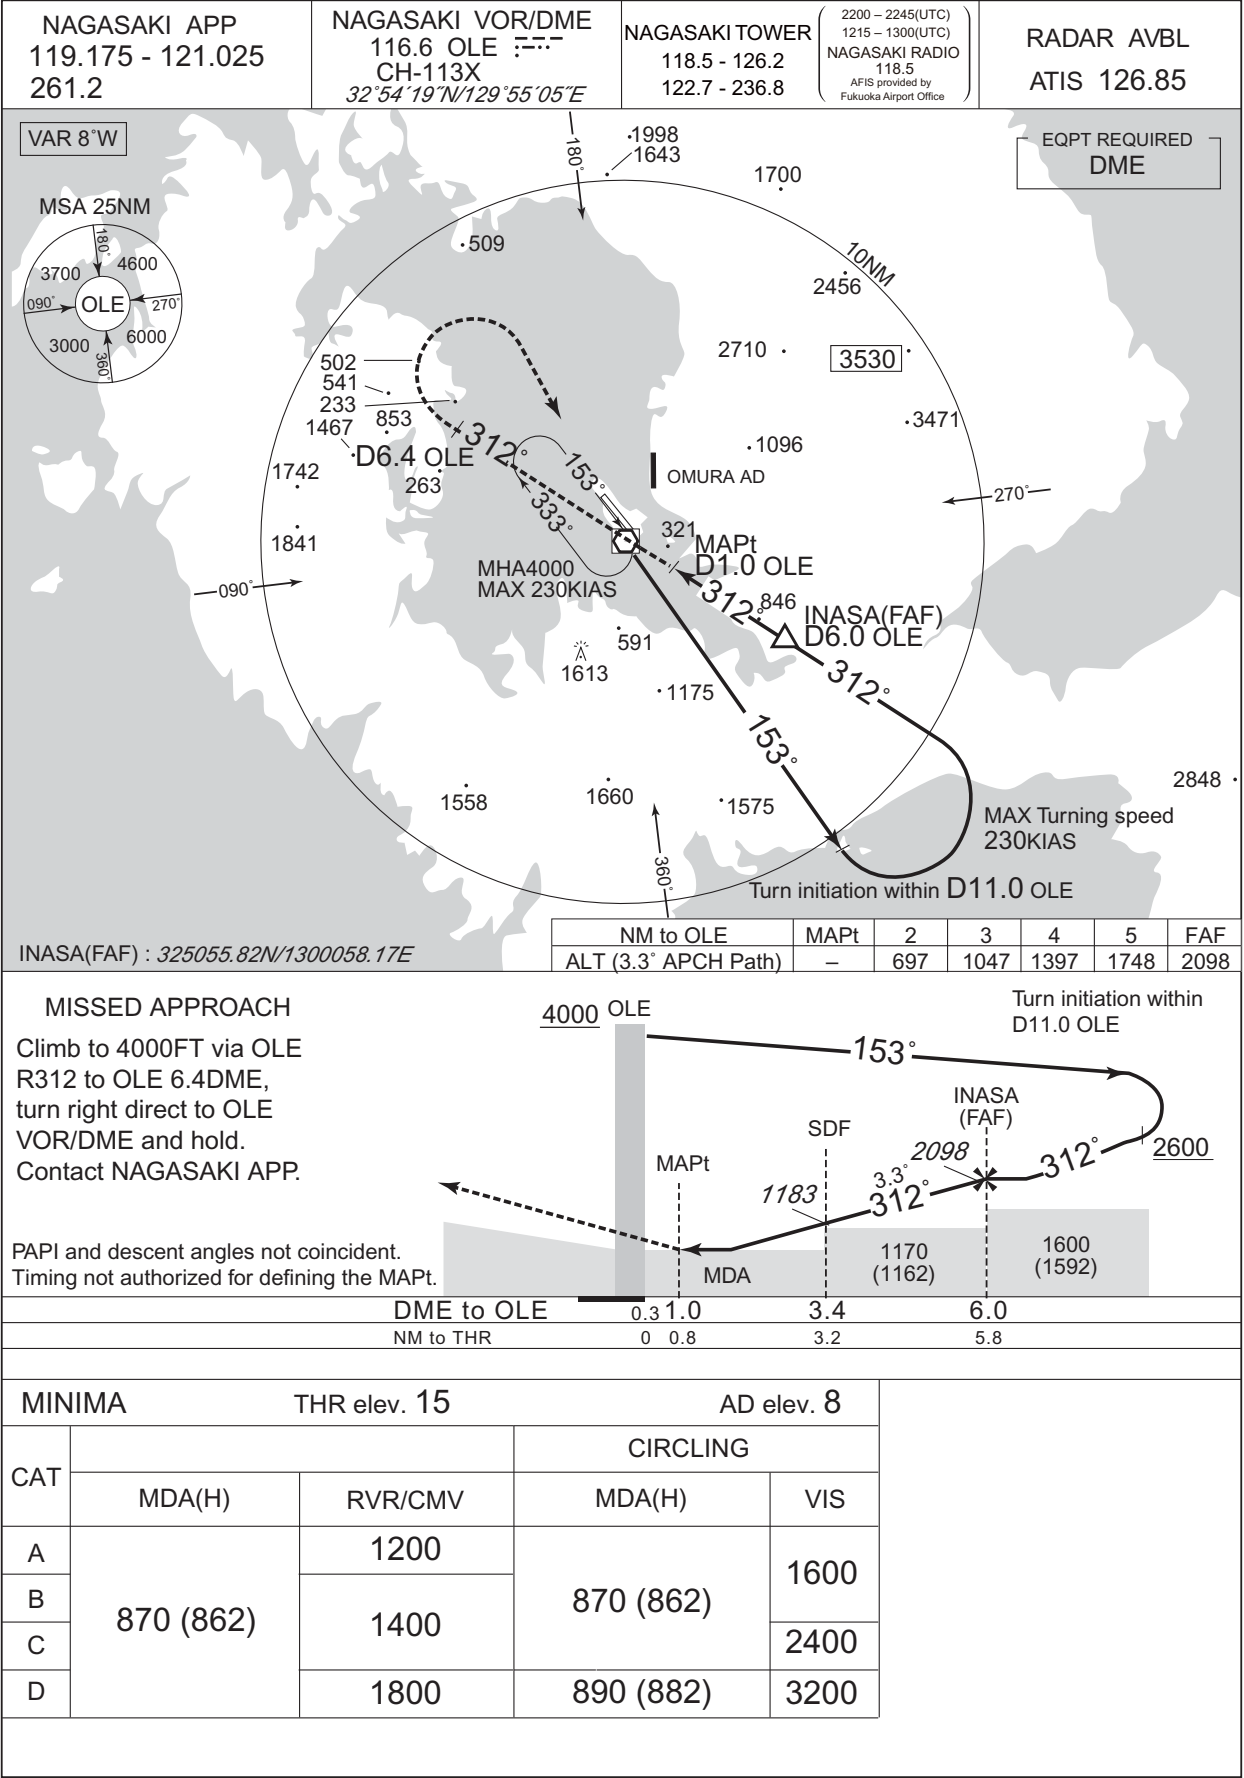 NAGASAKI APP
119.175 - 121.025
261.2
NAGASAKI VOR/DME
116.6 OLE
CH-113X
32°54´19˝N/129°55´05˝E
NAGASAKI TOWER
118.5 - 126.2
122.7 - 236.8
2200 – 2245(UTC)
1215 – 1300(UTC)
NAGASAKI RADIO
118.5
AFIS provided by
Fukuoka Airport Office
RADAR AVBL
ATIS 126.85
VAR 8°W
EQPT REQUIRED
DME
MSA 25NM
180°
3700
4600
090°
OLE
270°
3000
6000
360°
180°
1998
1643
1700
509
10NM
2456
2710
3530
502
541
233
853
1467
3471
1096
D6.4 OLE
312°
153°
1742
263
OMURA AD
270°
333°
1841
321
MAPt
D1.0 OLE
MHA4000
MAX 230KIAS
090°
312°
846
INASA(FAF)
D6.0 OLE
591
1613
1175
312°
153°
2848
1558
1660
1575
MAX Turning speed
230KIAS
360°
Turn initiation within D11.0 OLE
INASA(FAF) : 325055.82N/1300058.17E
NM to OLE MAPt 2 3 4 5 FAF
ALT (3.3° APCH Path) – 697 1047 1397 1748 2098
MISSED APPROACH
Climb to 4000FT via OLE
R312 to OLE 6.4DME,
turn right direct to OLE
VOR/DME and hold.
Contact NAGASAKI APP.
PAPI and descent angles not coincident.
Timing not authorized for defining the MAPt.
4000
OLE
Turn initiation within
D11.0 OLE
153°
INASA
(FAF)
SDF
2098
312°
2600
MAPt
1183
3.3°
312°
MDA
1170
(1162)
1600
(1592)
DME to OLE 0.3 1.0 3.4 6.0
NM to THR 0 0.8 3.2 5.8
MINIMA THR elev. 15 AD elev. 8
CAT
CIRCLING
MDA(H) RVR/CMV MDA(H) VIS
A
B
C
D
870 (862)
1200
1400
1800
870 (862)
890 (882)
1600
2400
3200